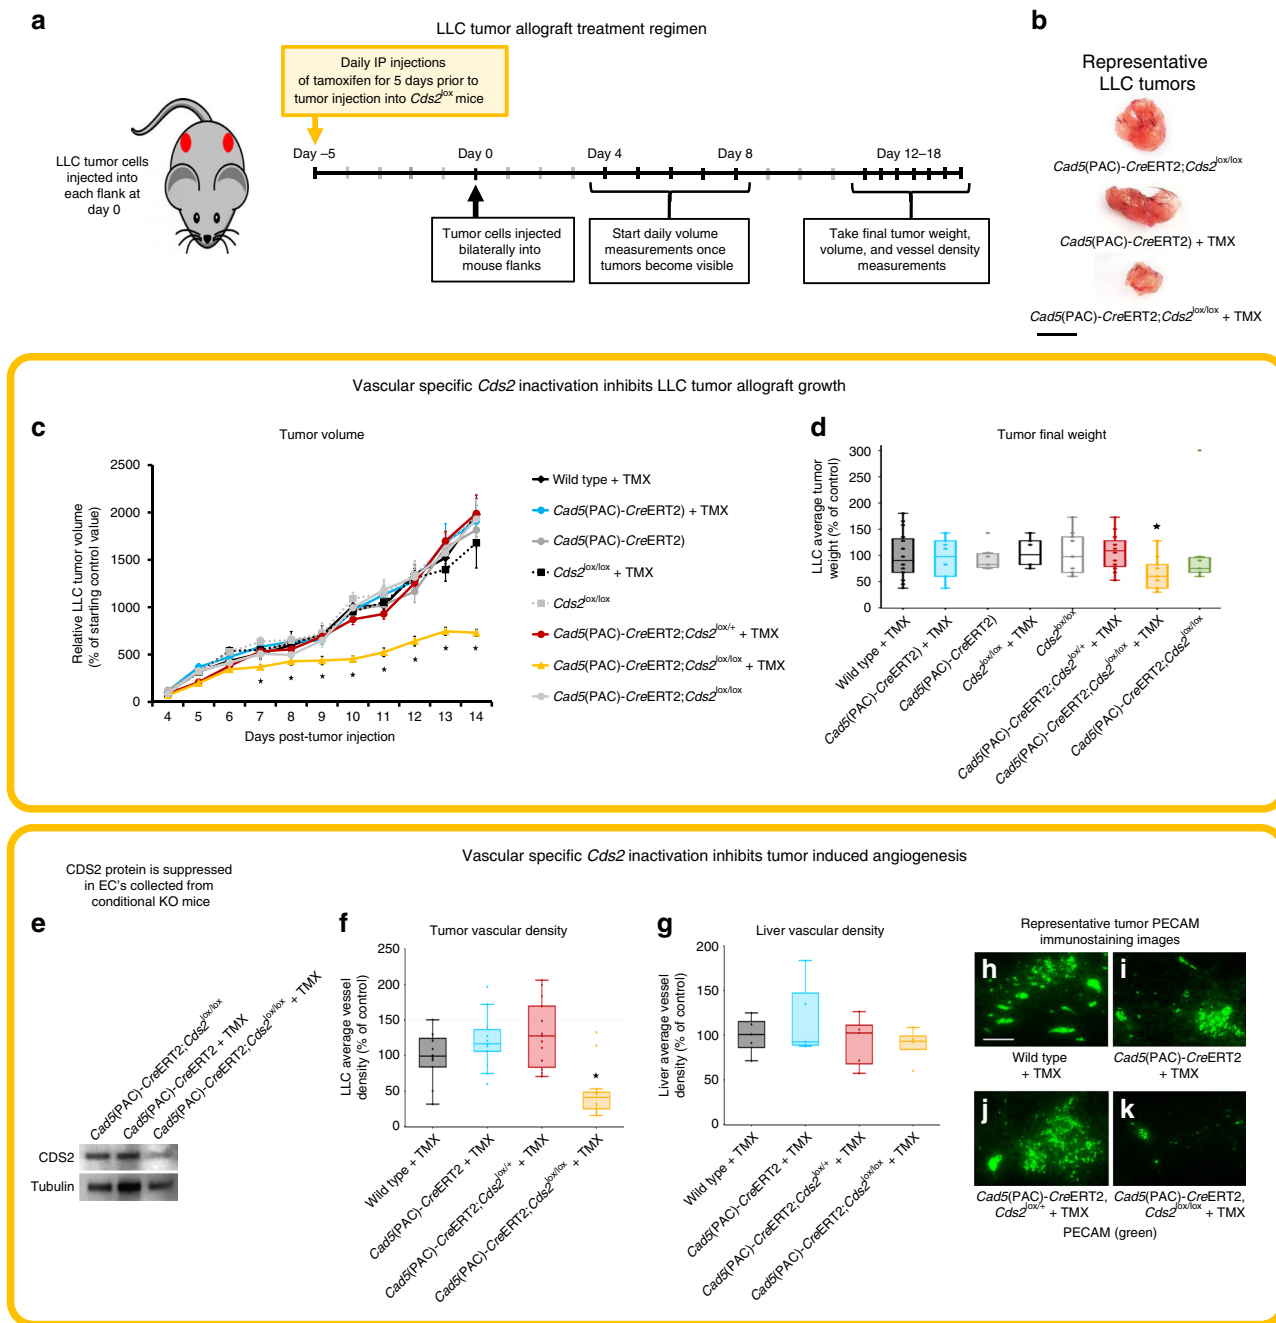 a
LLC tumor allograft treatment regimen
Daily IP injections
of tamoxifen for 5 days prior to
tumor injection into Cds2lox mice
LLC tumor cells
injected into
each flank at
day 0
Day –5
Day 0
Day 4
Day 8
Day 12–18
Tumor cells injected
bilaterally into
mouse flanks
Start daily volume
measurements once
tumors become visible
Take final tumor weight,
volume, and vessel density
measurements
b
Representative
LLC tumors
Cad5(PAC)-CreERT2;Cds2lox/lox
Cad5(PAC)-CreERT2) + TMX
Cad5(PAC)-CreERT2;Cds2lox/lox + TMX
Vascular specific Cds2 inactivation inhibits LLC tumor allograft growth
c
Tumor volume
Relative LLC tumor volume
(% of starting control value)
2500
2000
1500
1000
500
0
4 5 6 7 8 9 10 11 12 13 14
Days post-tumor injection
Wild type + TMX
Cad5(PAC)-CreERT2) + TMX
Cad5(PAC)-CreERT2)
Cds2lox/lox + TMX
Cds2lox/lox
Cad5(PAC)-CreERT2;Cds2lox/+ + TMX
Cad5(PAC)-CreERT2;Cds2lox/lox + TMX
Cad5(PAC)-CreERT2;Cds2lox/lox
d
Tumor final weight
LLC average tumor
weight (% of control)
300
250
200
150
100
50
0
Wild type + TMX
Cad5(PAC)-CreERT2) + TMX
Cad5(PAC)-CreERT2)
Cds2lox/lox + TMX
Cds2lox/lox
Cad5(PAC)-CreERT2;Cds2lox/+ + TMX
Cad5(PAC)-CreERT2;Cds2lox/lox + TMX
Cad5(PAC)-CreERT2;Cds2lox/lox
Vascular specific Cds2 inactivation inhibits tumor induced angiogenesis
CDS2 protein is suppressed
in EC's collected from
conditional KO mice
e
Cad5(PAC)-CreERT2;Cds2lox/lox
Cad5(PAC)-CreERT2 + TMX
Cad5(PAC)-CreERT2;Cds2lox/lox + TMX
CDS2
Tubulin
f
Tumor vascular density
LLC average vessel
density (% of control)
250
200
150
100
50
0
Wild type + TMX
Cad5(PAC)-CreERT2 + TMX
Cad5(PAC)-CreERT2;Cds2lox/+ + TMX
Cad5(PAC)-CreERT2;Cds2lox/lox + TMX
g
Liver vascular density
Liver average vessel
density (% of control)
200
150
100
50
0
Wild type + TMX
Cad5(PAC)-CreERT2 + TMX
Cad5(PAC)-CreERT2;Cds2lox/+ + TMX
Cad5(PAC)-CreERT2;Cds2lox/lox + TMX
Representative tumor PECAM
immunostaining images
h
i
Wild type
+ TMX
Cad5(PAC)-CreERT2
+ TMX
j
k
Cad5(PAC)-CreERT2,
Cds2lox/+ + TMX
Cad5(PAC)-CreERT2,
Cds2lox/lox + TMX
PECAM (green)